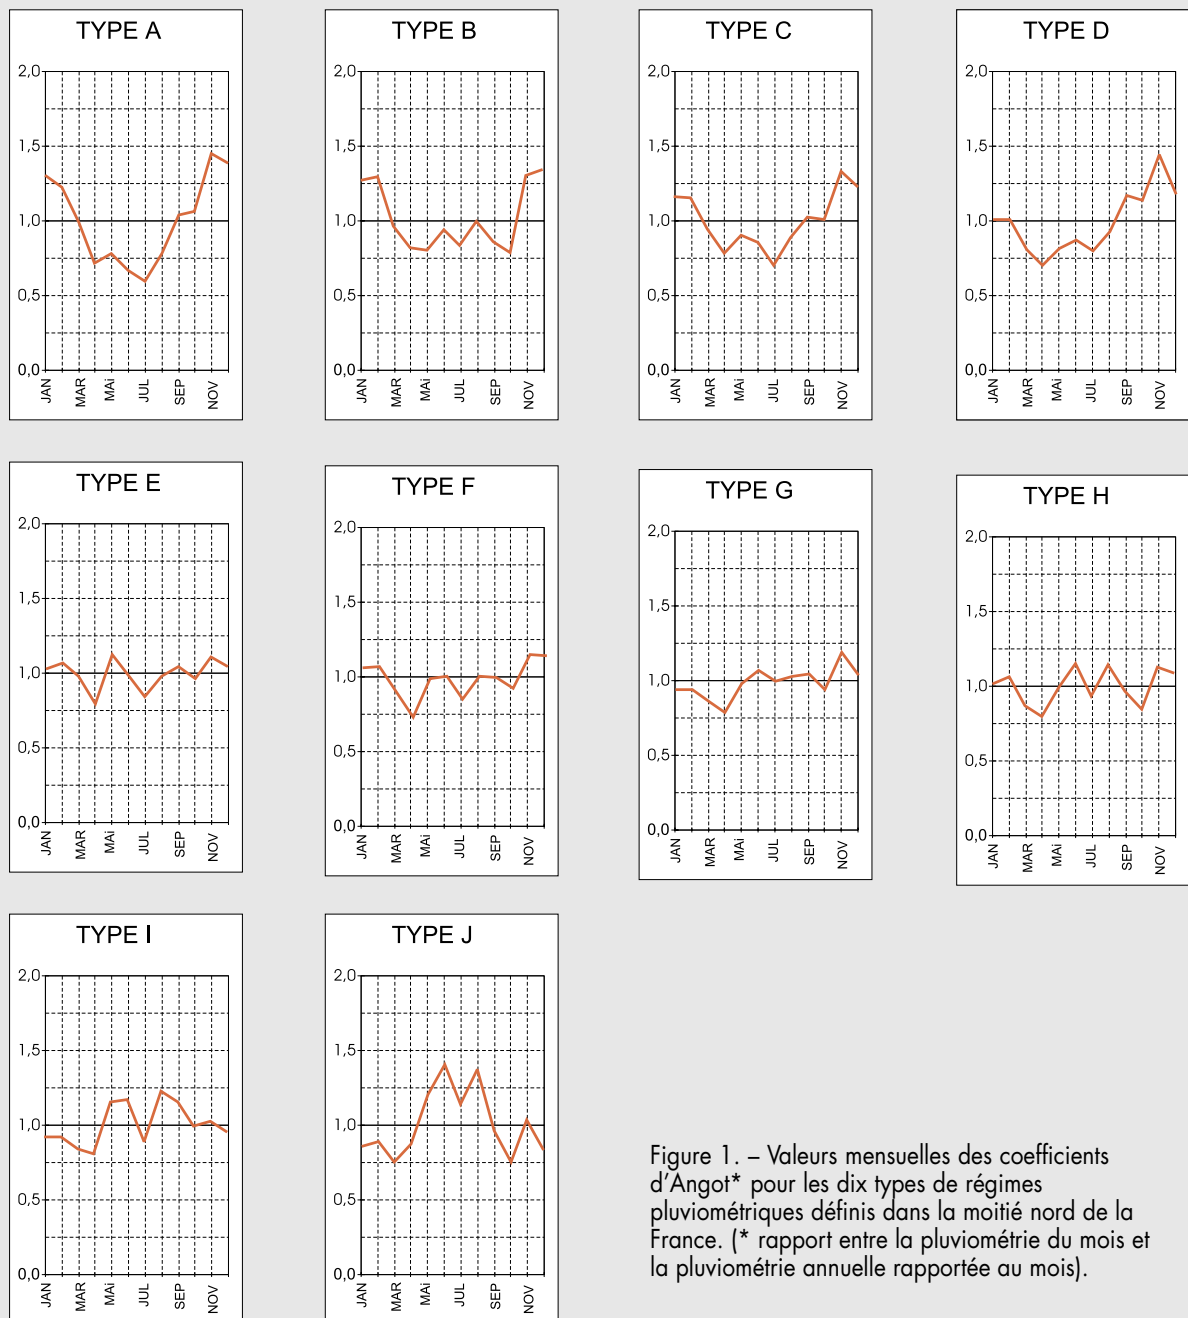 TYPE A
2,0
1,5
1,0
0,5
0,0
JAN
MAR
MAi
JUL
SEP
NOV
TYPE B
2,0
1,5
1,0
0,5
0,0
JAN
MAR
MAi
JUL
SEP
NOV
TYPE C
2,0
1,5
1,0
0,5
0,0
JAN
MAR
MAi
JUL
SEP
NOV
TYPE D
2,0
1,5
1,0
0,5
0,0
JAN
MAR
MAi
JUL
SEP
NOV
TYPE E
2,0
1,5
1,0
0,5
0,0
JAN
MAR
MAi
JUL
SEP
NOV
TYPE F
2,0
1,5
1,0
0,5
0,0
JAN
MAR
MAi
JUL
SEP
NOV
TYPE G
2,0
1,5
1,0
0,5
0,0
JAN
MAR
MAi
JUL
SEP
NOV
TYPE H
2,0
1,5
1,0
0,5
0,0
JAN
MAR
MAi
JUL
SEP
NOV
TYPE I
2,0
1,5
1,0
0,5
0,0
JAN
MAR
MAi
JUL
SEP
NOV
TYPE J
2,0
1,5
1,0
0,5
0,0
JAN
MAR
MAi
JUL
SEP
NOV
Figure 1. – Valeurs mensuelles des coefficients
d'Angot* pour les dix types de régimes
pluviométriques définis dans la moitié nord de la
France. (* rapport entre la pluviométrie du mois et
la pluviométrie annuelle rapportée au mois).